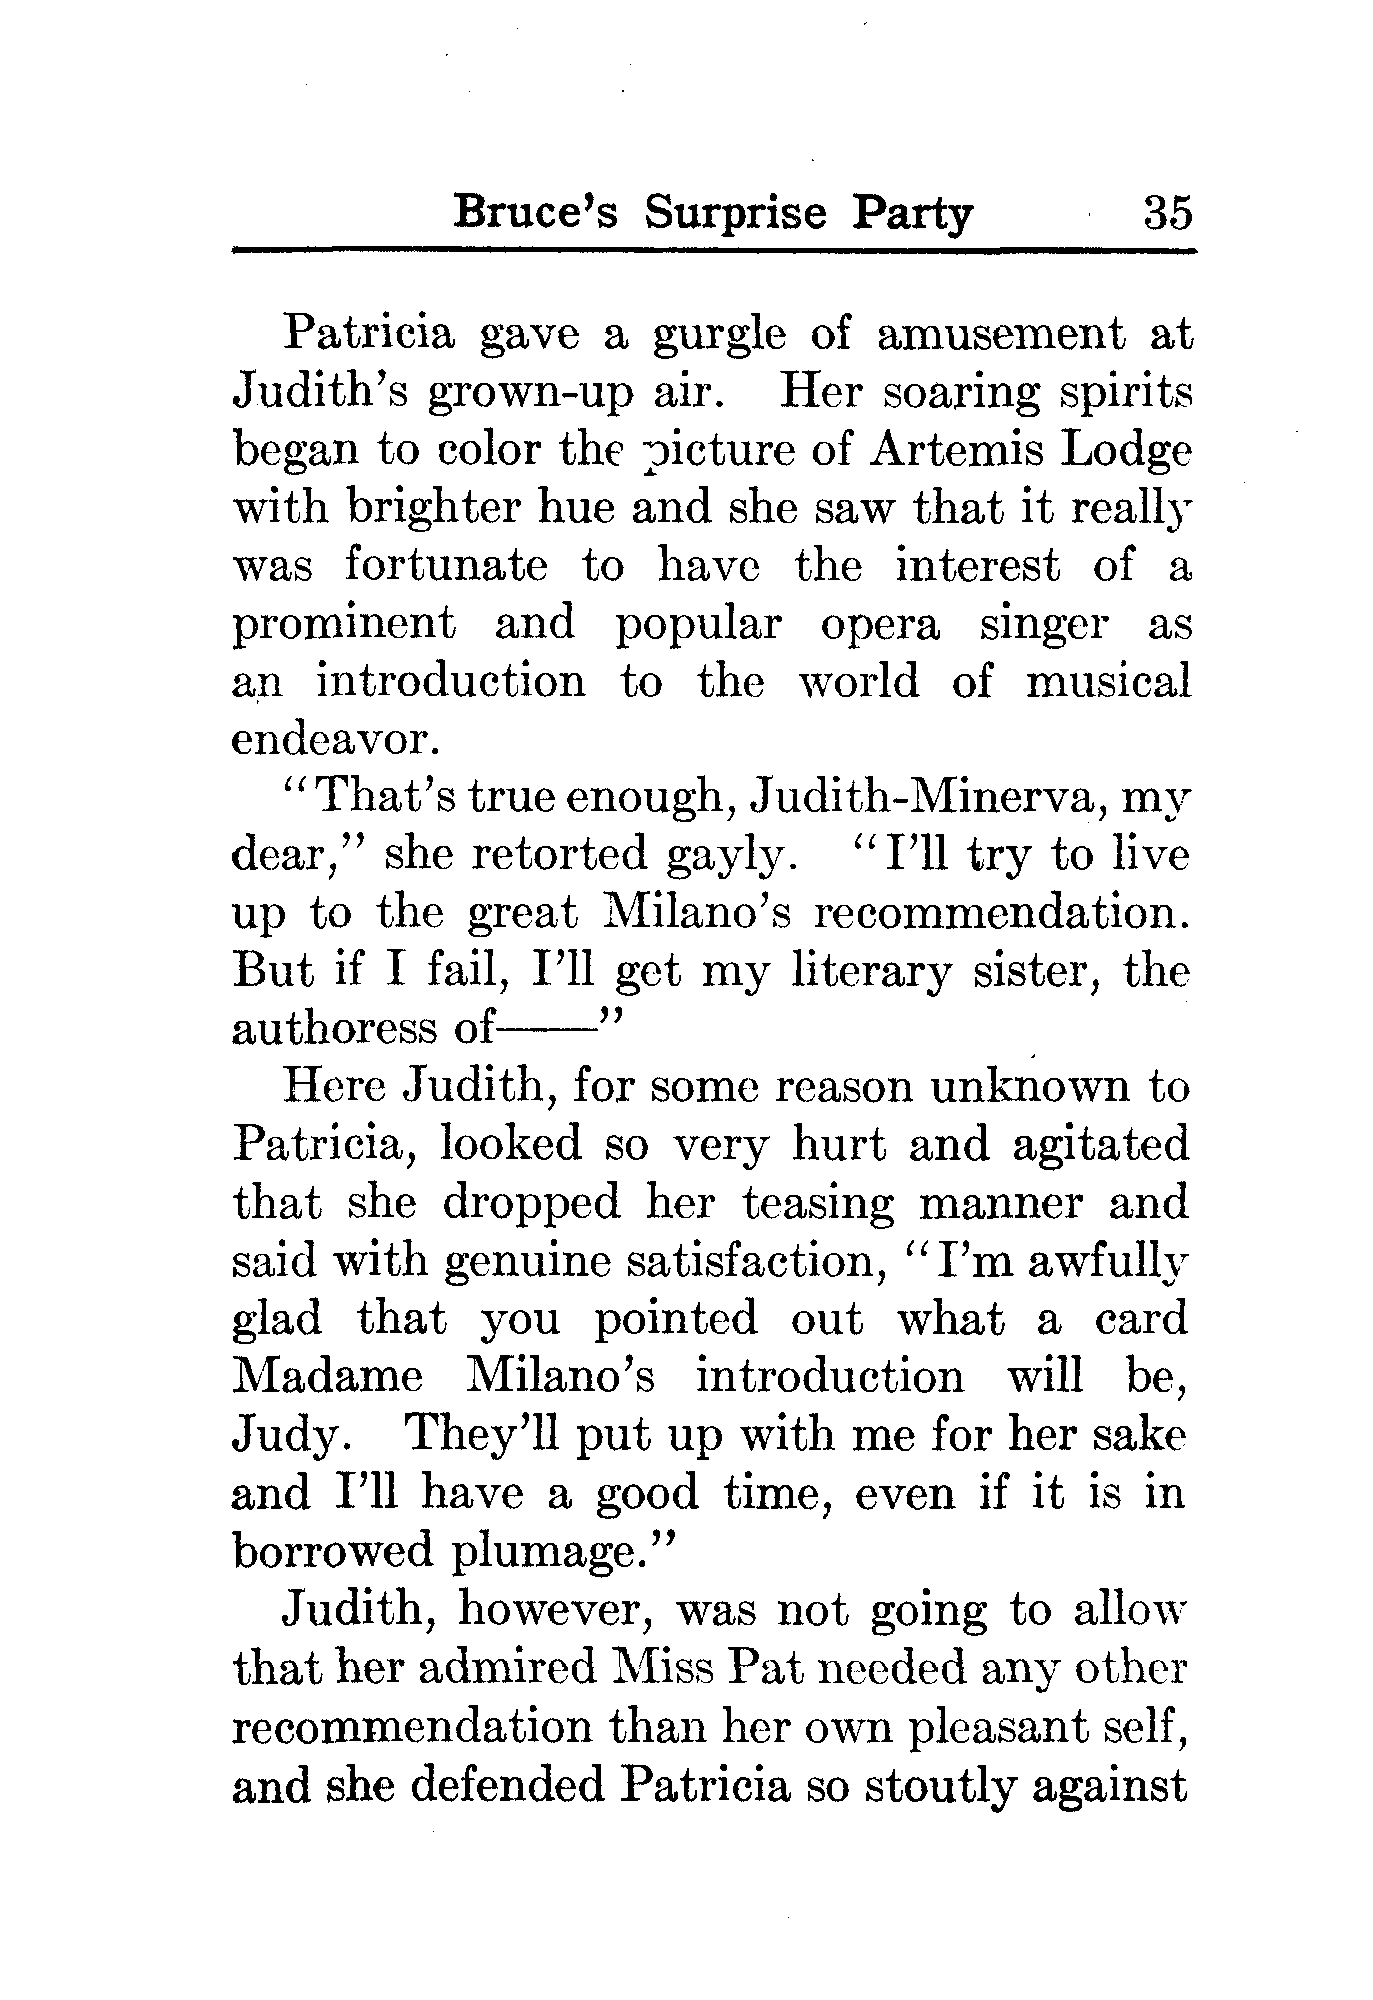 Bruce's Surprise Party 35
Patricia gave a gurgle of amusement at
Judith's grown-up air. Her soaring spirits
began to color the picture of Artemis Lodge
with brighter hue and she saw that it really
was fortunate to have the interest of a
prominent and popular opera singer as
an introduction to the world of musical
endeavor.
"That's true enough, Judith-Minerva, my
dear," she retorted gayly. "I'll try to live
up to the great Milano's recommendation.
But if I fail, I'll get my literary sister, the
authoress of——"
Here Judith, for some reason unknown to
Patricia, looked so very hurt and agitated
that she dropped her teasing manner and
said with genuine satisfaction, "I'm awfully
glad that you pointed out what a card
Madame Milano's introduction will be,
Judy. They'll put up with me for her sake
and I'll have a good time, even if it is in
borrowed plumage."
Judith, however, was not going to allow
that her admired Miss Pat needed any other
recommendation than her own pleasant self,
and she defended Patricia so stoutly against